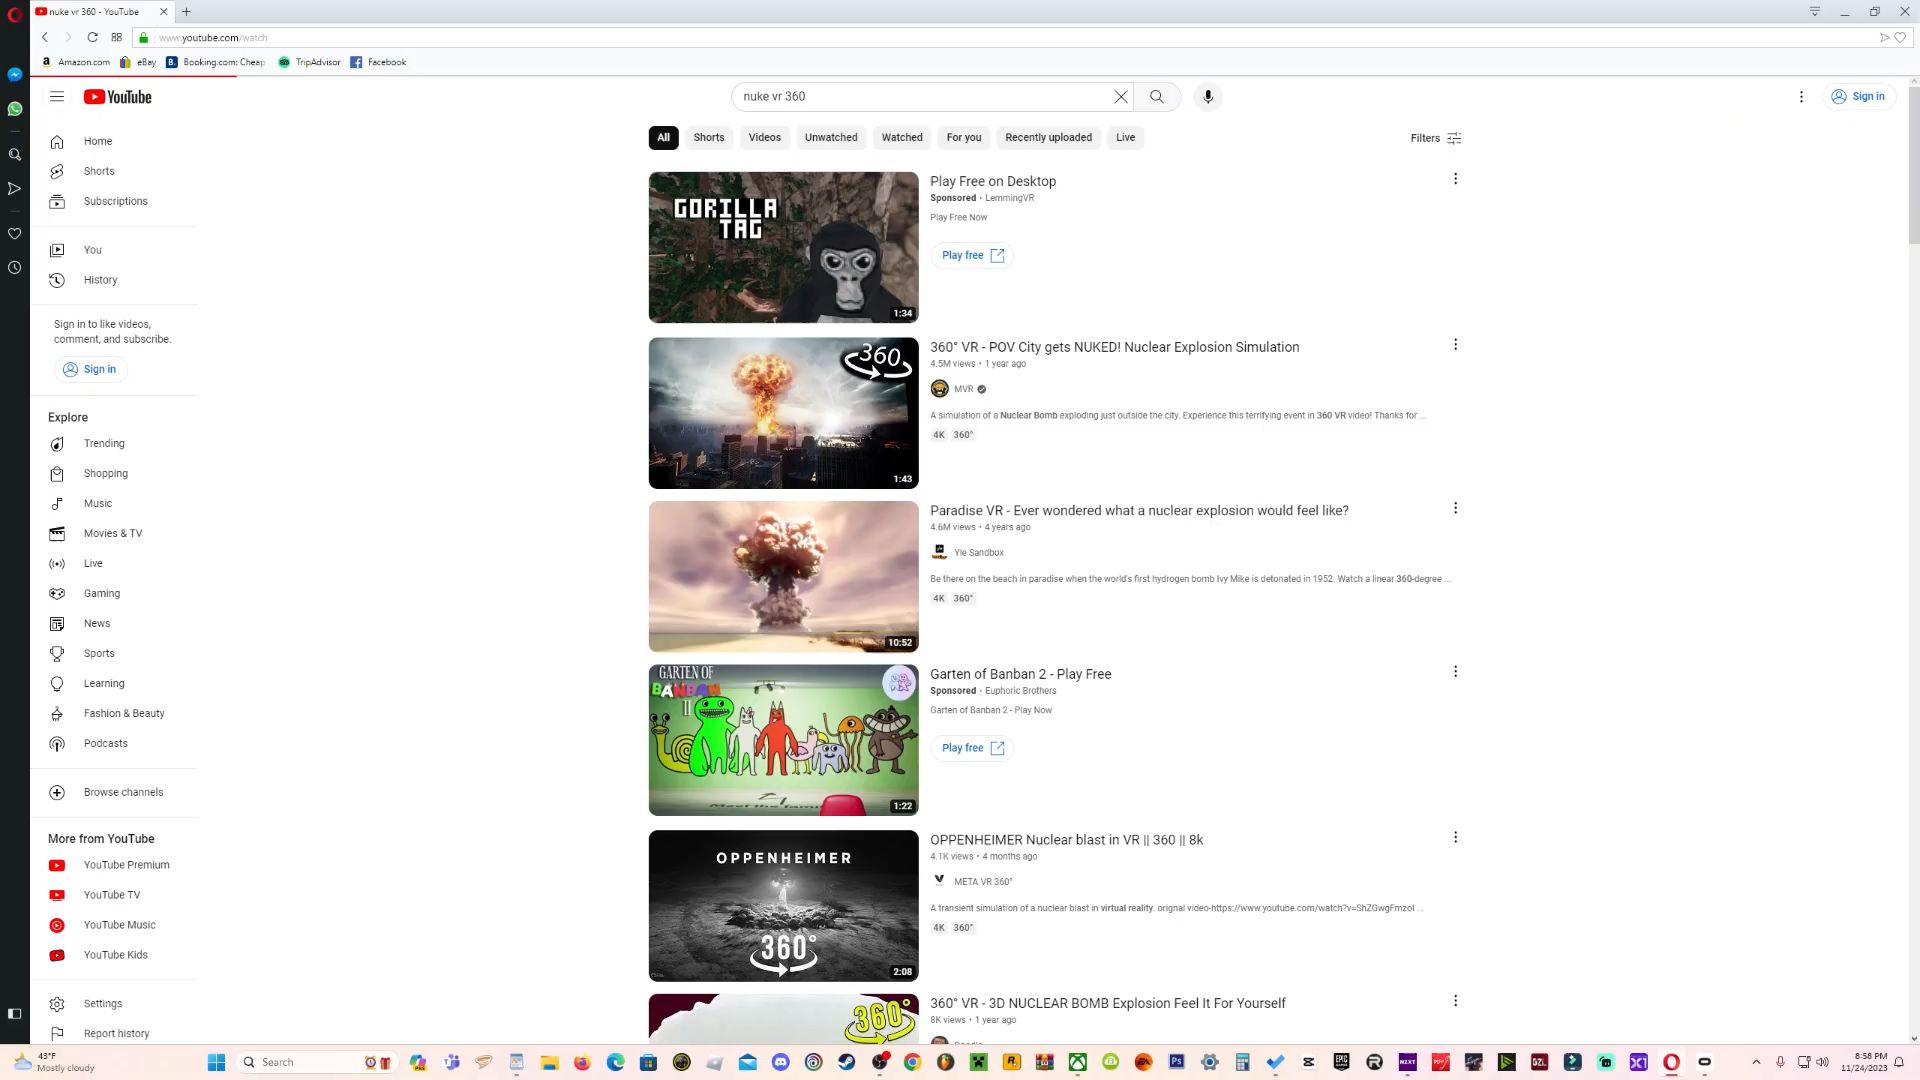 nuke vr 360 - YouTube
www.youtube.com/watch
Amazon.com
eBay
Booking.com: Cheap
TripAdvisor
Facebook
YouTube
nuke vr 360
Sign in
All
Shorts
Videos
Unwatched
Watched
For you
Recently uploaded
Live
Filters
Home
Shorts
Subscriptions
You
History
Sign in to like videos,
comment, and subscribe.
Sign in
Explore
Trending
Shopping
Music
Movies & TV
Live
Gaming
News
Sports
Learning
Fashion & Beauty
Podcasts
Browse channels
More from YouTube
YouTube Premium
YouTube TV
YouTube Music
YouTube Kids
Settings
Report history
GORILLA
TAG
1:34
Play Free on Desktop
Sponsored · LemmingVR
Play Free Now
Play free
360
1:43
360° VR - POV City gets NUKED! Nuclear Explosion Simulation
4.5M views · 1 year ago
MVR
A simulation of a Nuclear Bomb exploding just outside the city. Experience this terrifying event in 360 VR video! Thanks for ...
4K 360°
10:52
Paradise VR - Ever wondered what a nuclear explosion would feel like?
4.6M views · 4 years ago
Yle Sandbox
Be there on the beach in paradise when the world's first hydrogen bomb Ivy Mike is detonated in 1952. Watch a linear 360-degree ...
4K 360°
GARTEN OF
BANBAN
II
1:22
Garten of Banban 2 - Play Free
Sponsored · Euphoric Brothers
Garten of Banban 2 - Play Now
Play free
OPPENHEIMER
360°
2:08
OPPENHEIMER Nuclear blast in VR || 360 || 8k
4.1K views · 4 months ago
META VR 360°
A transient simulation of a nuclear blast in virtual reality. orignal video-https://www.youtube.com/watch?v=ShZGwgFmzoI ...
4K 360°
360°
360° VR - 3D NUCLEAR BOMB Explosion Feel It For Yourself
8K views · 1 year ago
43°F
Mostly cloudy
Search
8:58 PM
11/24/2023